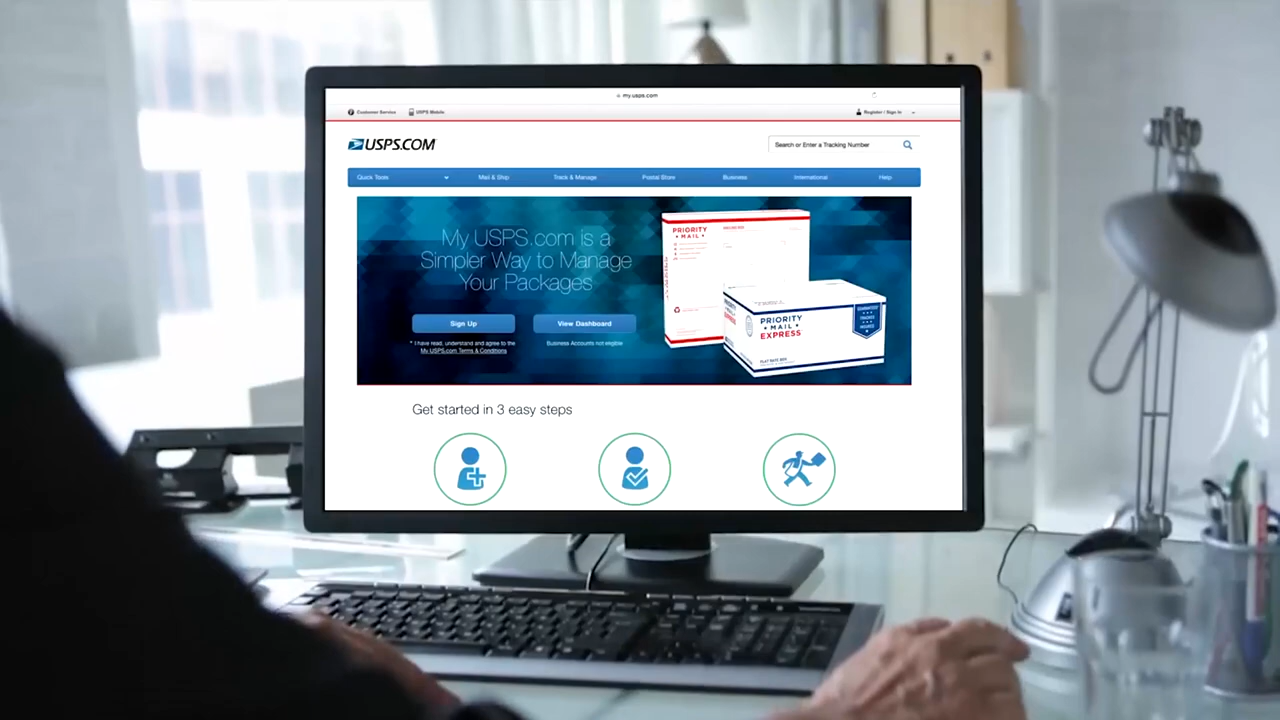 my.usps.com
Customer Service
USPS Mobile
Register / Sign In
USPS.COM
Search or Enter a Tracking Number
Quick Tools
Mail & Ship
Track & Manage
Postal Store
Business
International
Help
My USPS.com is a
Simpler Way to Manage
Your Packages
Sign Up
View Dashboard
* I have read, understand and agree to the
My USPS.com Terms & Conditions
Business Accounts not eligible
PRIORITY
MAIL
PRIORITY
MAIL
EXPRESS
FLAT RATE BOX
Get started in 3 easy steps